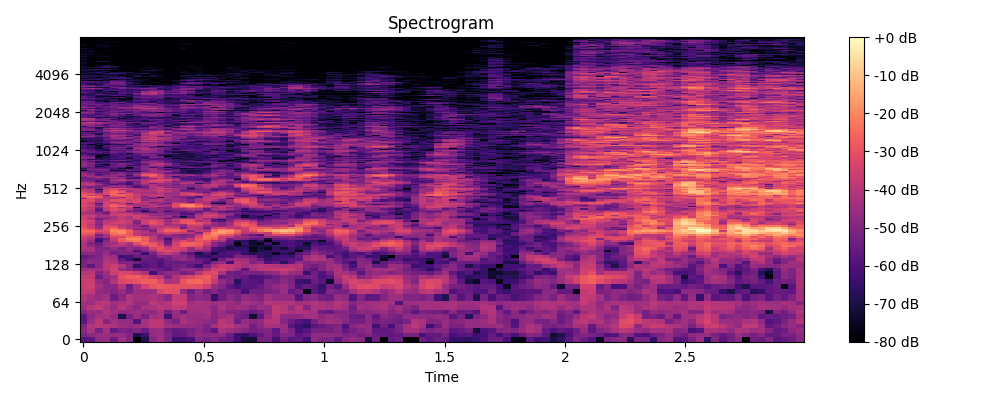 Spectrogram
Hz
4096
2048
1024
512
256
128
64
0
0
0.5
1
1.5
2
2.5
Time
+0 dB
-10 dB
-20 dB
-30 dB
-40 dB
-50 dB
-60 dB
-70 dB
-80 dB